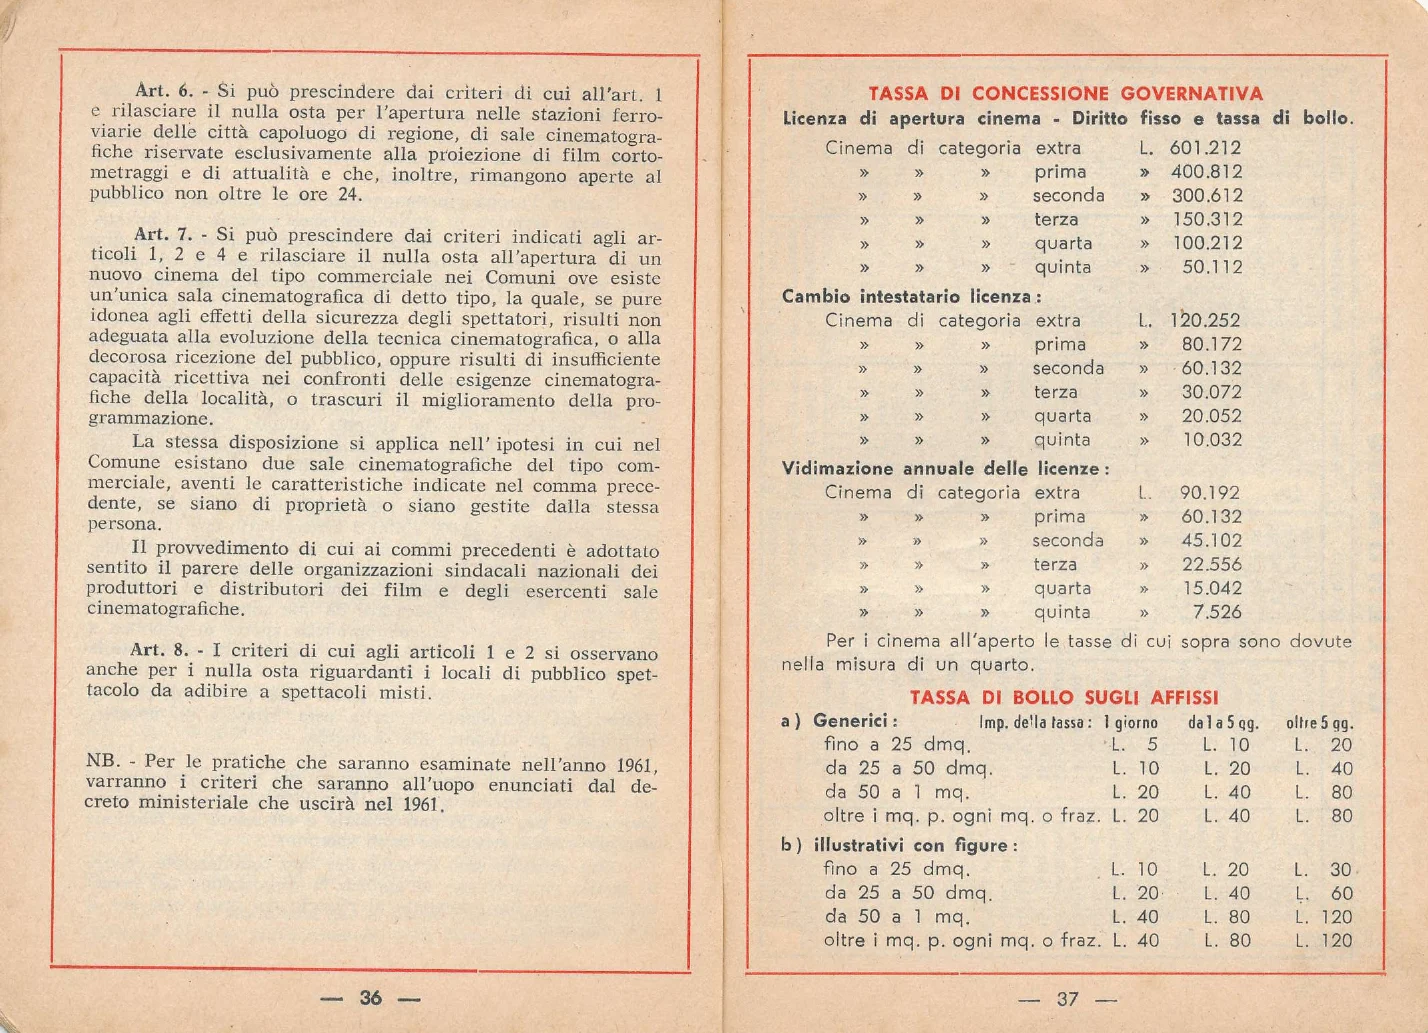 Art. 6. - Si può prescindere dai criteri di cui all'art. 1
e rilasciare il nulla osta per l'apertura nelle stazioni ferro-
viarie delle città capoluogo di regione, di sale cinematogra-
fiche riservate esclusivamente alla proiezione di film corto-
metraggi e di attualità e che, inoltre, rimangono aperte al
pubblico non oltre le ore 24.
Art. 7. - Si può prescindere dai criteri indicati agli ar-
ticoli 1, 2 e 4 e rilasciare il nulla osta all'apertura di un
nuovo cinema del tipo commerciale nei Comuni ove esiste
un'unica sala cinematografica di detto tipo, la quale, se pure
idonea agli effetti della sicurezza degli spettatori, risulti non
adeguata alla evoluzione della tecnica cinematografica, o alla
decorosa ricezione del pubblico, oppure risulti di insufficiente
capacità ricettiva nei confronti delle esigenze cinematogra-
fiche della località, o trascuri il miglioramento della pro-
grammazione.
La stessa disposizione si applica nell' ipotesi in cui nel
Comune esistano due sale cinematografiche del tipo com-
merciale, aventi le caratteristiche indicate nel comma prece-
dente, se siano di proprietà o siano gestite dalla stessa
persona.
Il provvedimento di cui ai commi precedenti è adottato
sentito il parere delle organizzazioni sindacali nazionali dei
produttori e distributori dei film e degli esercenti sale
cinematografiche.
Art. 8. - I criteri di cui agli articoli 1 e 2 si osservano
anche per i nulla osta riguardanti i locali di pubblico spet-
tacolo da adibire a spettacoli misti.
NB. - Per le pratiche che saranno esaminate nell'anno 1961,
varranno i criteri che saranno all'uopo enunciati dal de-
creto ministeriale che uscirà nel 1961.
— 36 —
TASSA DI CONCESSIONE GOVERNATIVA
Licenza di apertura cinema - Diritto fisso e tassa di bollo.
Cinema di categoria extra L. 601.212
» » » prima » 400.812
» » » seconda » 300.612
» » » terza » 150.312
» » » quarta » 100.212
» » » quinta » 50.112
Cambio intestatario licenza :
Cinema di categoria extra L. 120.252
» » » prima » 80.172
» » » seconda » 60.132
» » » terza » 30.072
» » » quarta » 20.052
» » » quinta » 10.032
Vidimazione annuale delle licenze :
Cinema di categoria extra L. 90.192
» » » prima » 60.132
» » » seconda » 45.102
» » » terza » 22.556
» » » quarta » 15.042
» » » quinta » 7.526
Per i cinema all'aperto le tasse di cui sopra sono dovute
nella misura di un quarto.
TASSA DI BOLLO SUGLI AFFISSI
a ) Generici : Imp. della tassa : 1 giorno da 1 a 5 gg. oltre 5 gg.
fino a 25 dmq. L. 5 L. 10 L. 20
da 25 a 50 dmq. L. 10 L. 20 L. 40
da 50 a 1 mq. L. 20 L. 40 L. 80
oltre i mq. p. ogni mq. o fraz. L. 20 L. 40 L. 80
b ) illustrativi con figure :
fino a 25 dmq. L. 10 L. 20 L. 30
da 25 a 50 dmq. L. 20 L. 40 L. 60
da 50 a 1 mq. L. 40 L. 80 L. 120
oltre i mq. p. ogni mq. o fraz. L. 40 L. 80 L. 120
— 37 —